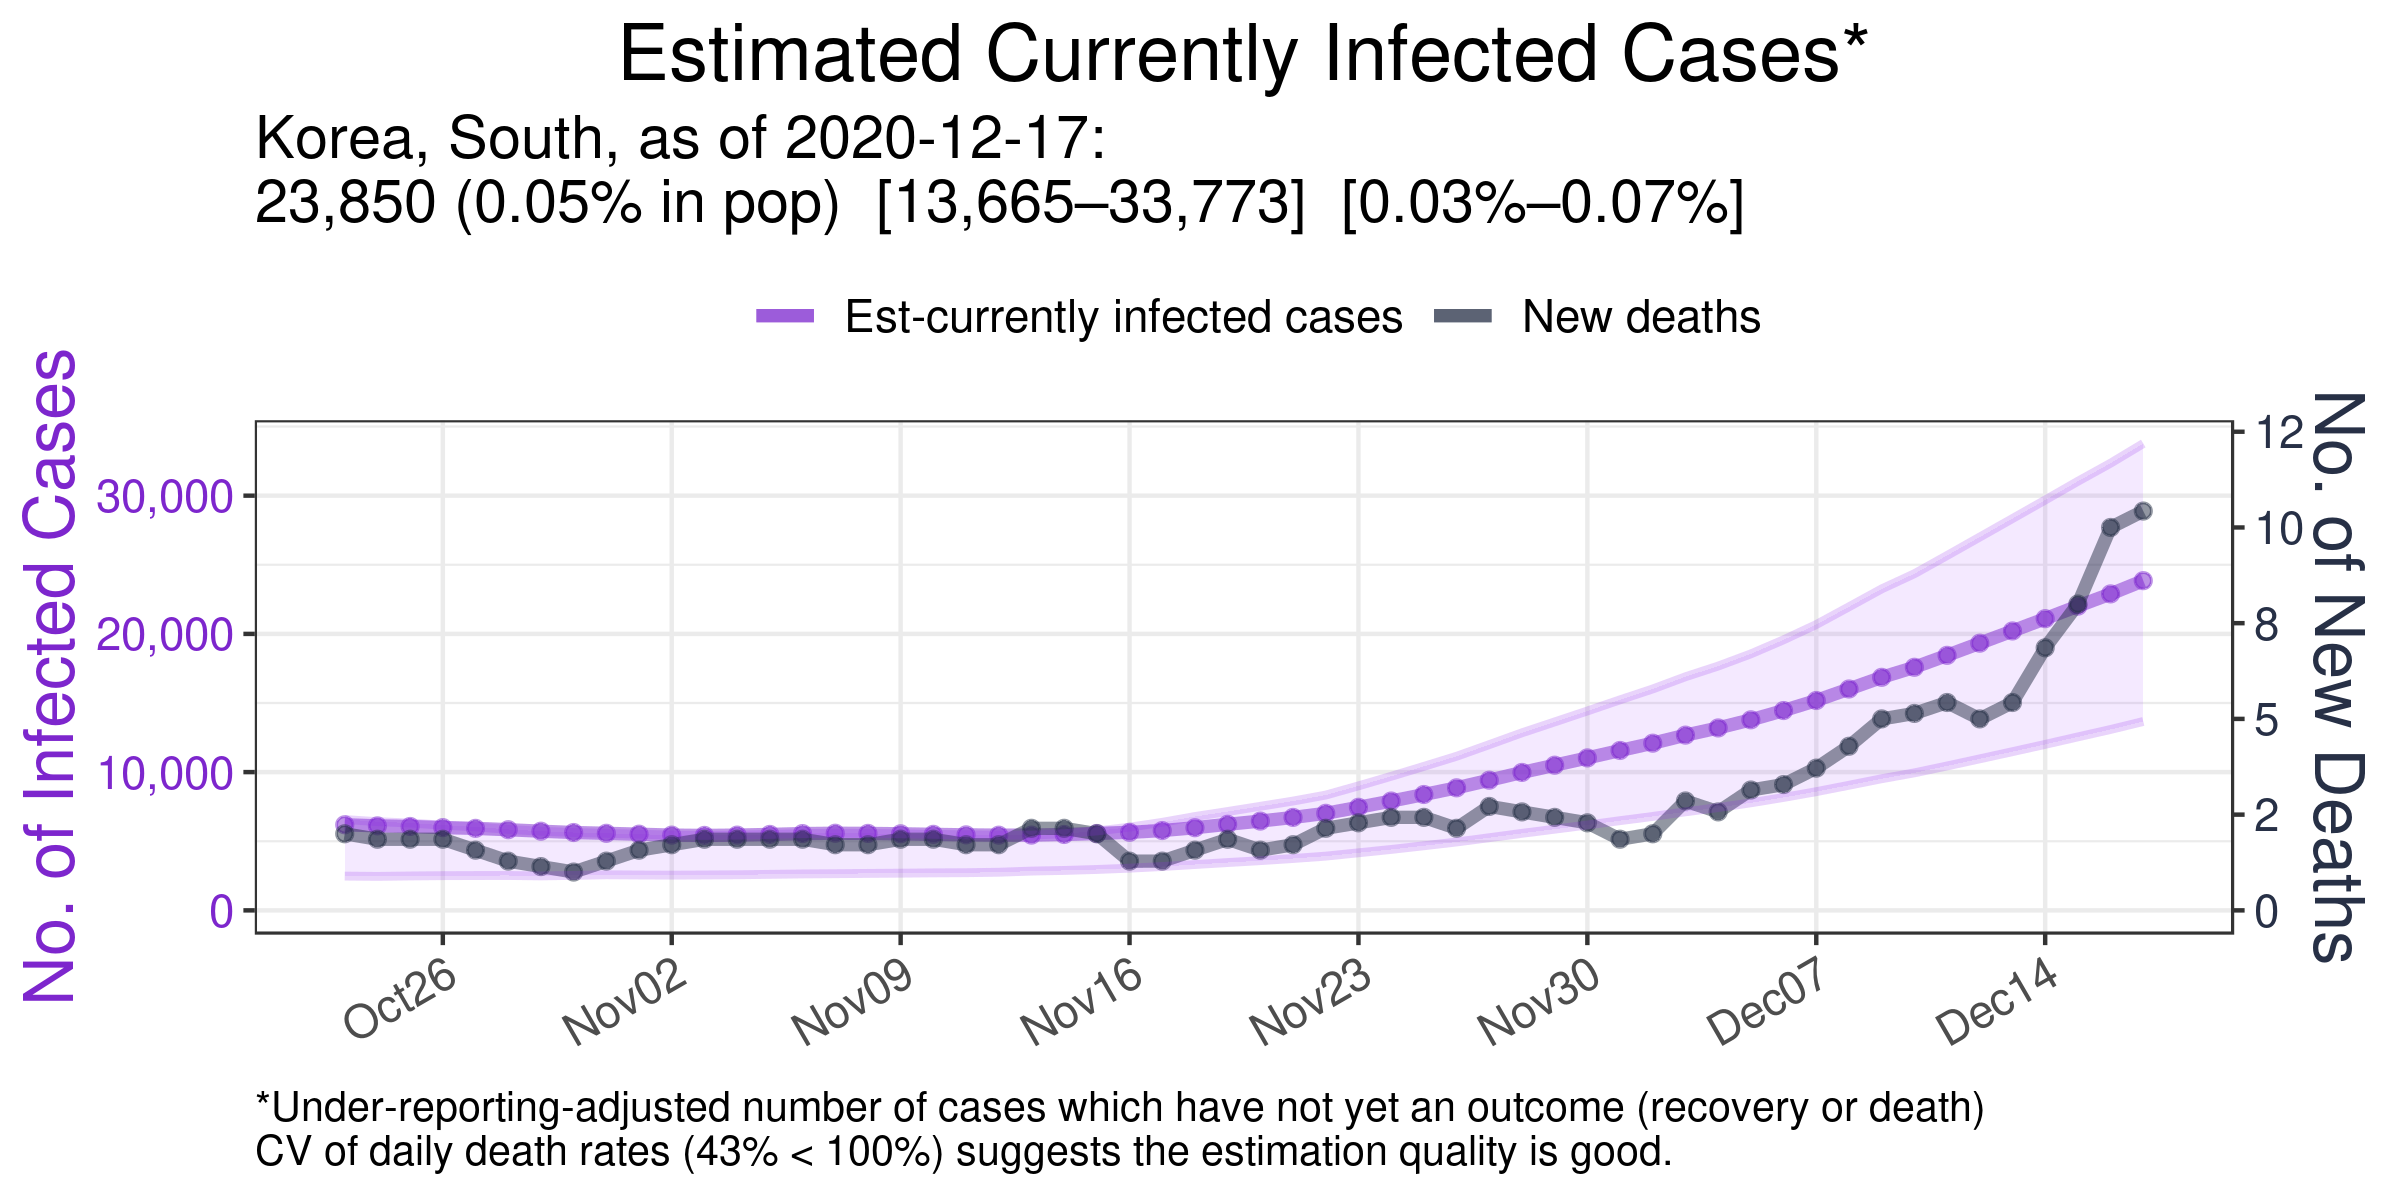 Estimated Currently Infected Cases*
Korea, South, as of 2020-12-17:
23,850 (0.05% in pop)  [13,665–33,773]  [0.03%–0.07%]
Est-currently infected cases
New deaths
No. of Infected Cases
30,000
20,000
10,000
0
12
10
8
5
2
0
No. of New Deaths
Oct26
Nov02
Nov09
Nov16
Nov23
Nov30
Dec07
Dec14
*Under-reporting-adjusted number of cases which have not yet an outcome (recovery or death)
CV of daily death rates (43% < 100%) suggests the estimation quality is good.